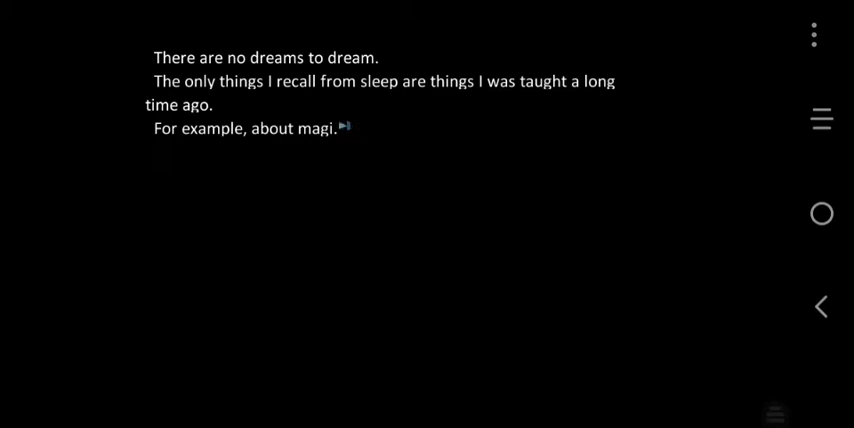 There are no dreams to dream.
The only things I recall from sleep are things I was taught a long
time ago.
For example, about magi.